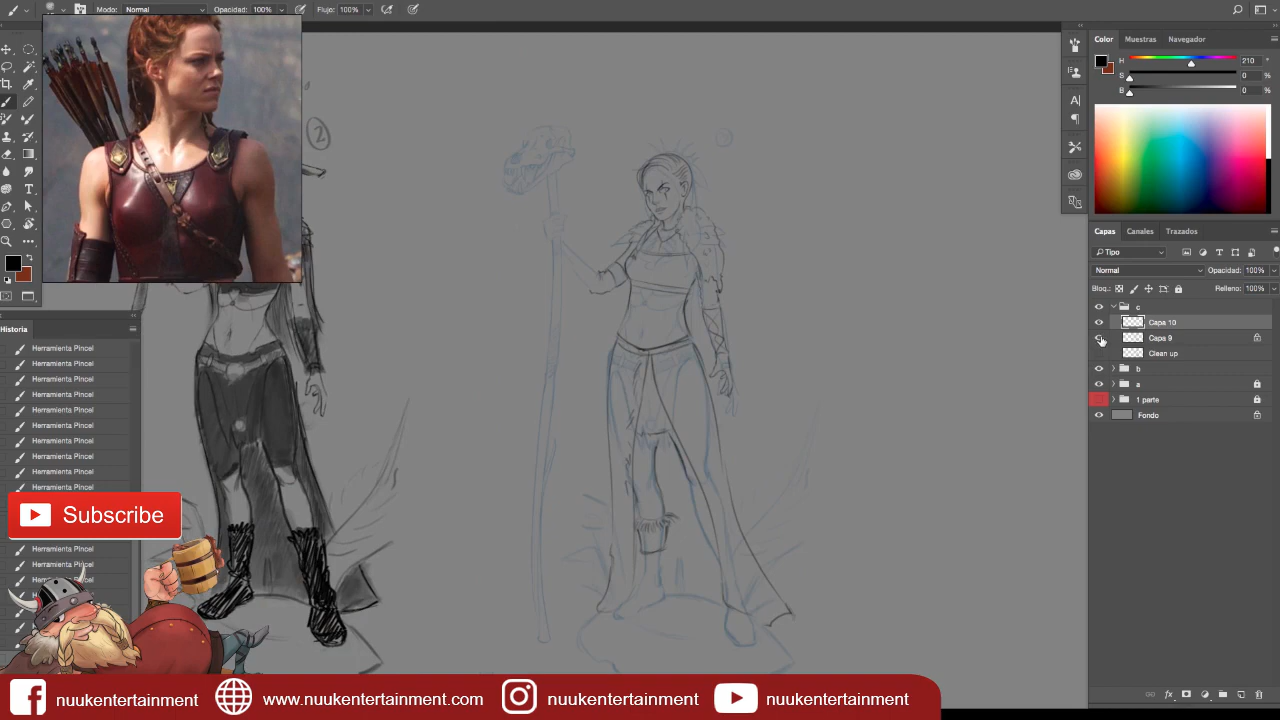 Modo: Normal Opacidad: 100% Flujo: 100%
Color Muestras Navegador
H 210 °
S 0 %
B 0 %
2
Capas Canales Trazados
Tipo
Normal Opacidad: 100%
Bloq.: Relleno: 100%
c
Capa 10
Capa 9
Clean up
b
a
1 parte
Fondo
Historia
Herramienta Pincel
Herramienta Pincel
Herramienta Pincel
Herramienta Pincel
Herramienta Pincel
Herramienta Pincel
Herramienta Pincel
Herramienta Pincel
Herramienta Pincel
Herramienta Pincel
Subscribe
Herramienta Pincel
Herramienta Pincel
Herramienta Pincel
nuukentertainment www.nuukentertainment.com nuukentertainment nuukentertainment